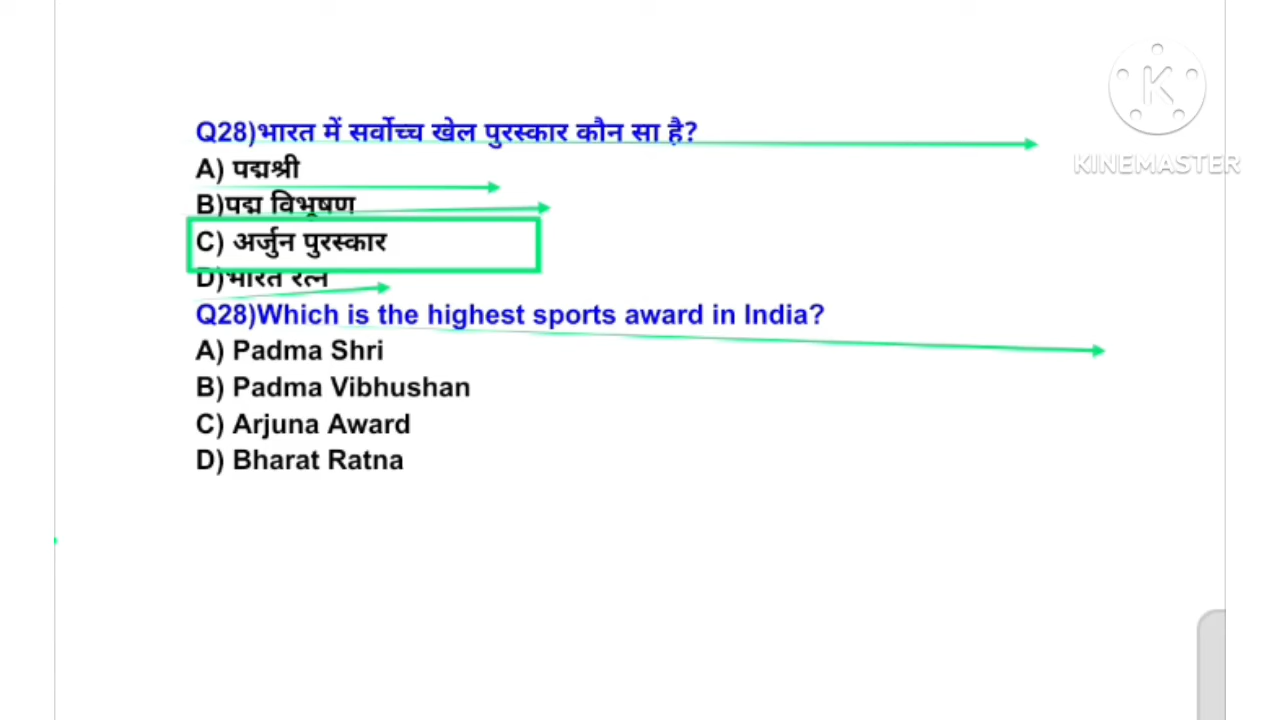 Q28)भारत में सर्वोच्च खेल पुरस्कार कौन सा है?
A) पद्मश्री
B)पद्म विभूषण
C) अर्जुन पुरस्कार
D)भारत रत्न
Q28)Which is the highest sports award in India?
A) Padma Shri
B) Padma Vibhushan
C) Arjuna Award
D) Bharat Ratna
K
KINEMASTER